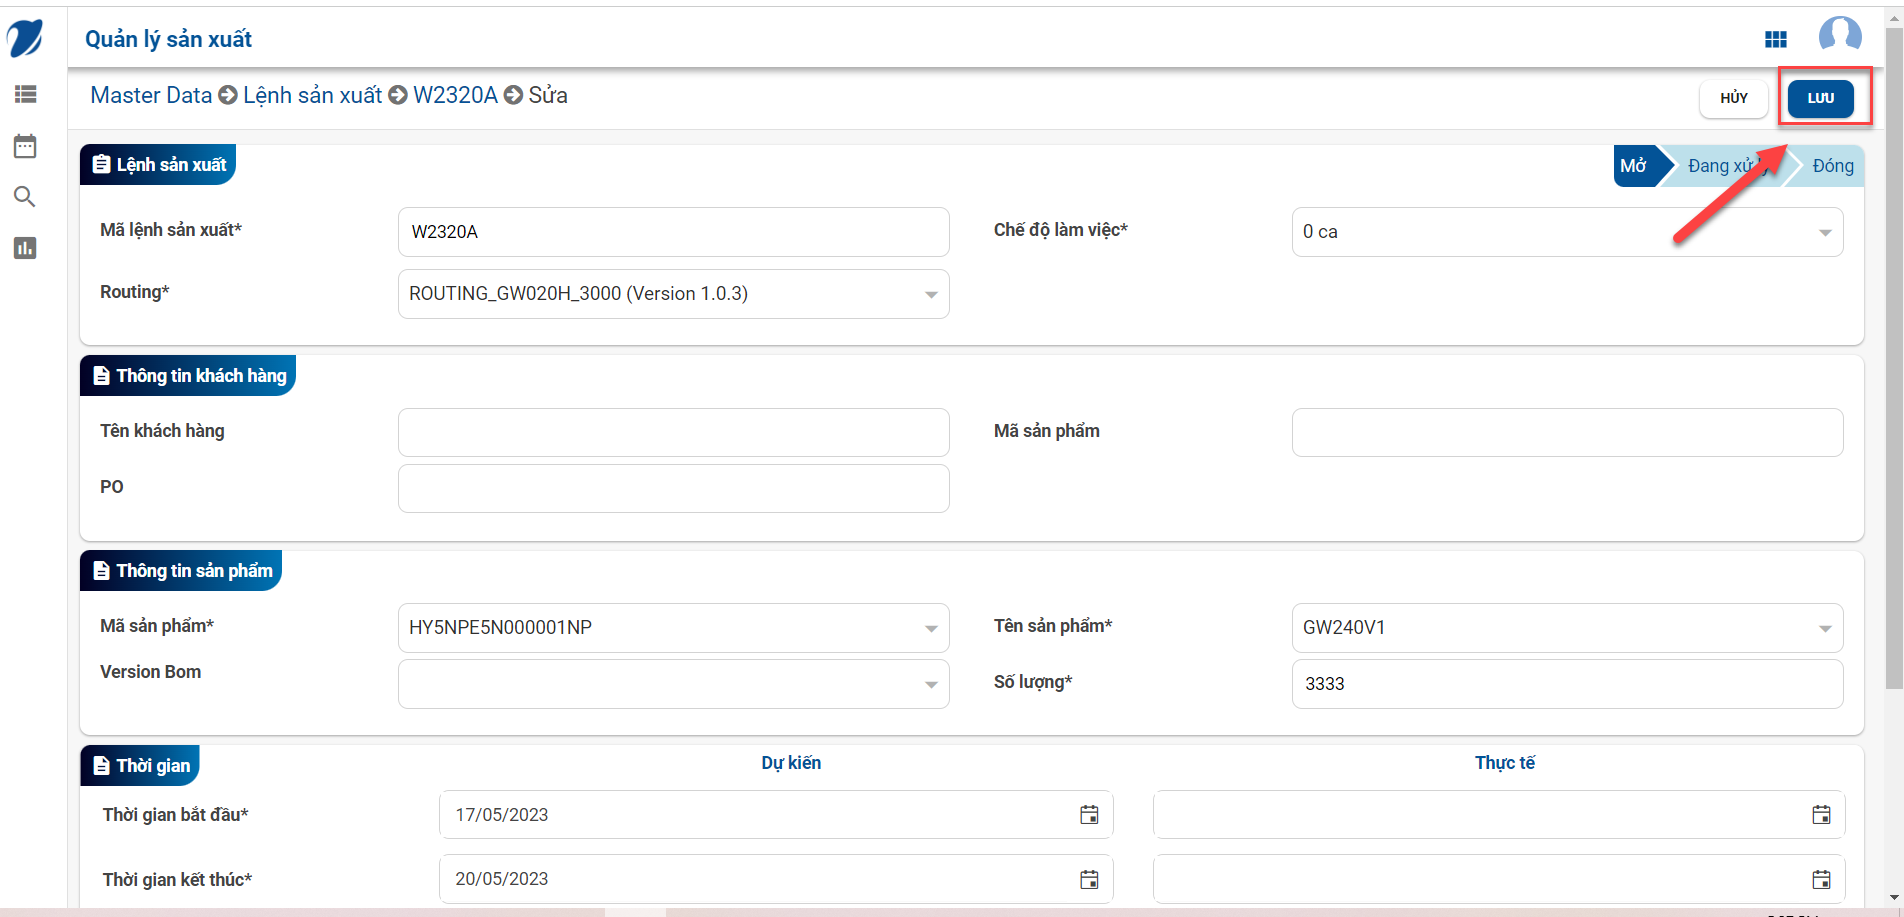 Quản lý sản xuất
Master Data Lệnh sản xuất W2320A Sửa
HỦY
LƯU
Lệnh sản xuất
Mở Đang xử Đóng
Mã lệnh sản xuất* W2320A Chế độ làm việc* 0 ca
Routing* ROUTING_GW020H_3000 (Version 1.0.3)
Thông tin khách hàng
Tên khách hàng Mã sản phẩm
PO
Thông tin sản phẩm
Mã sản phẩm* HY5NPE5N000001NP Tên sản phẩm* GW240V1
Version Bom Số lượng* 3333
Thời gian Dự kiến Thực tế
Thời gian bắt đầu* 17/05/2023
Thời gian kết thúc* 20/05/2023